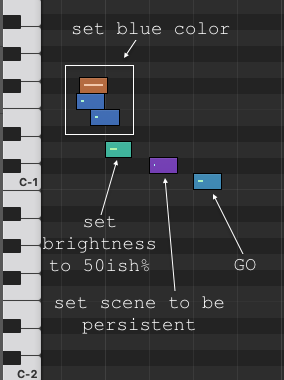 set blue color
C-1
set
brightness
to 50ish%
GO
set scene to be
persistent
C-2